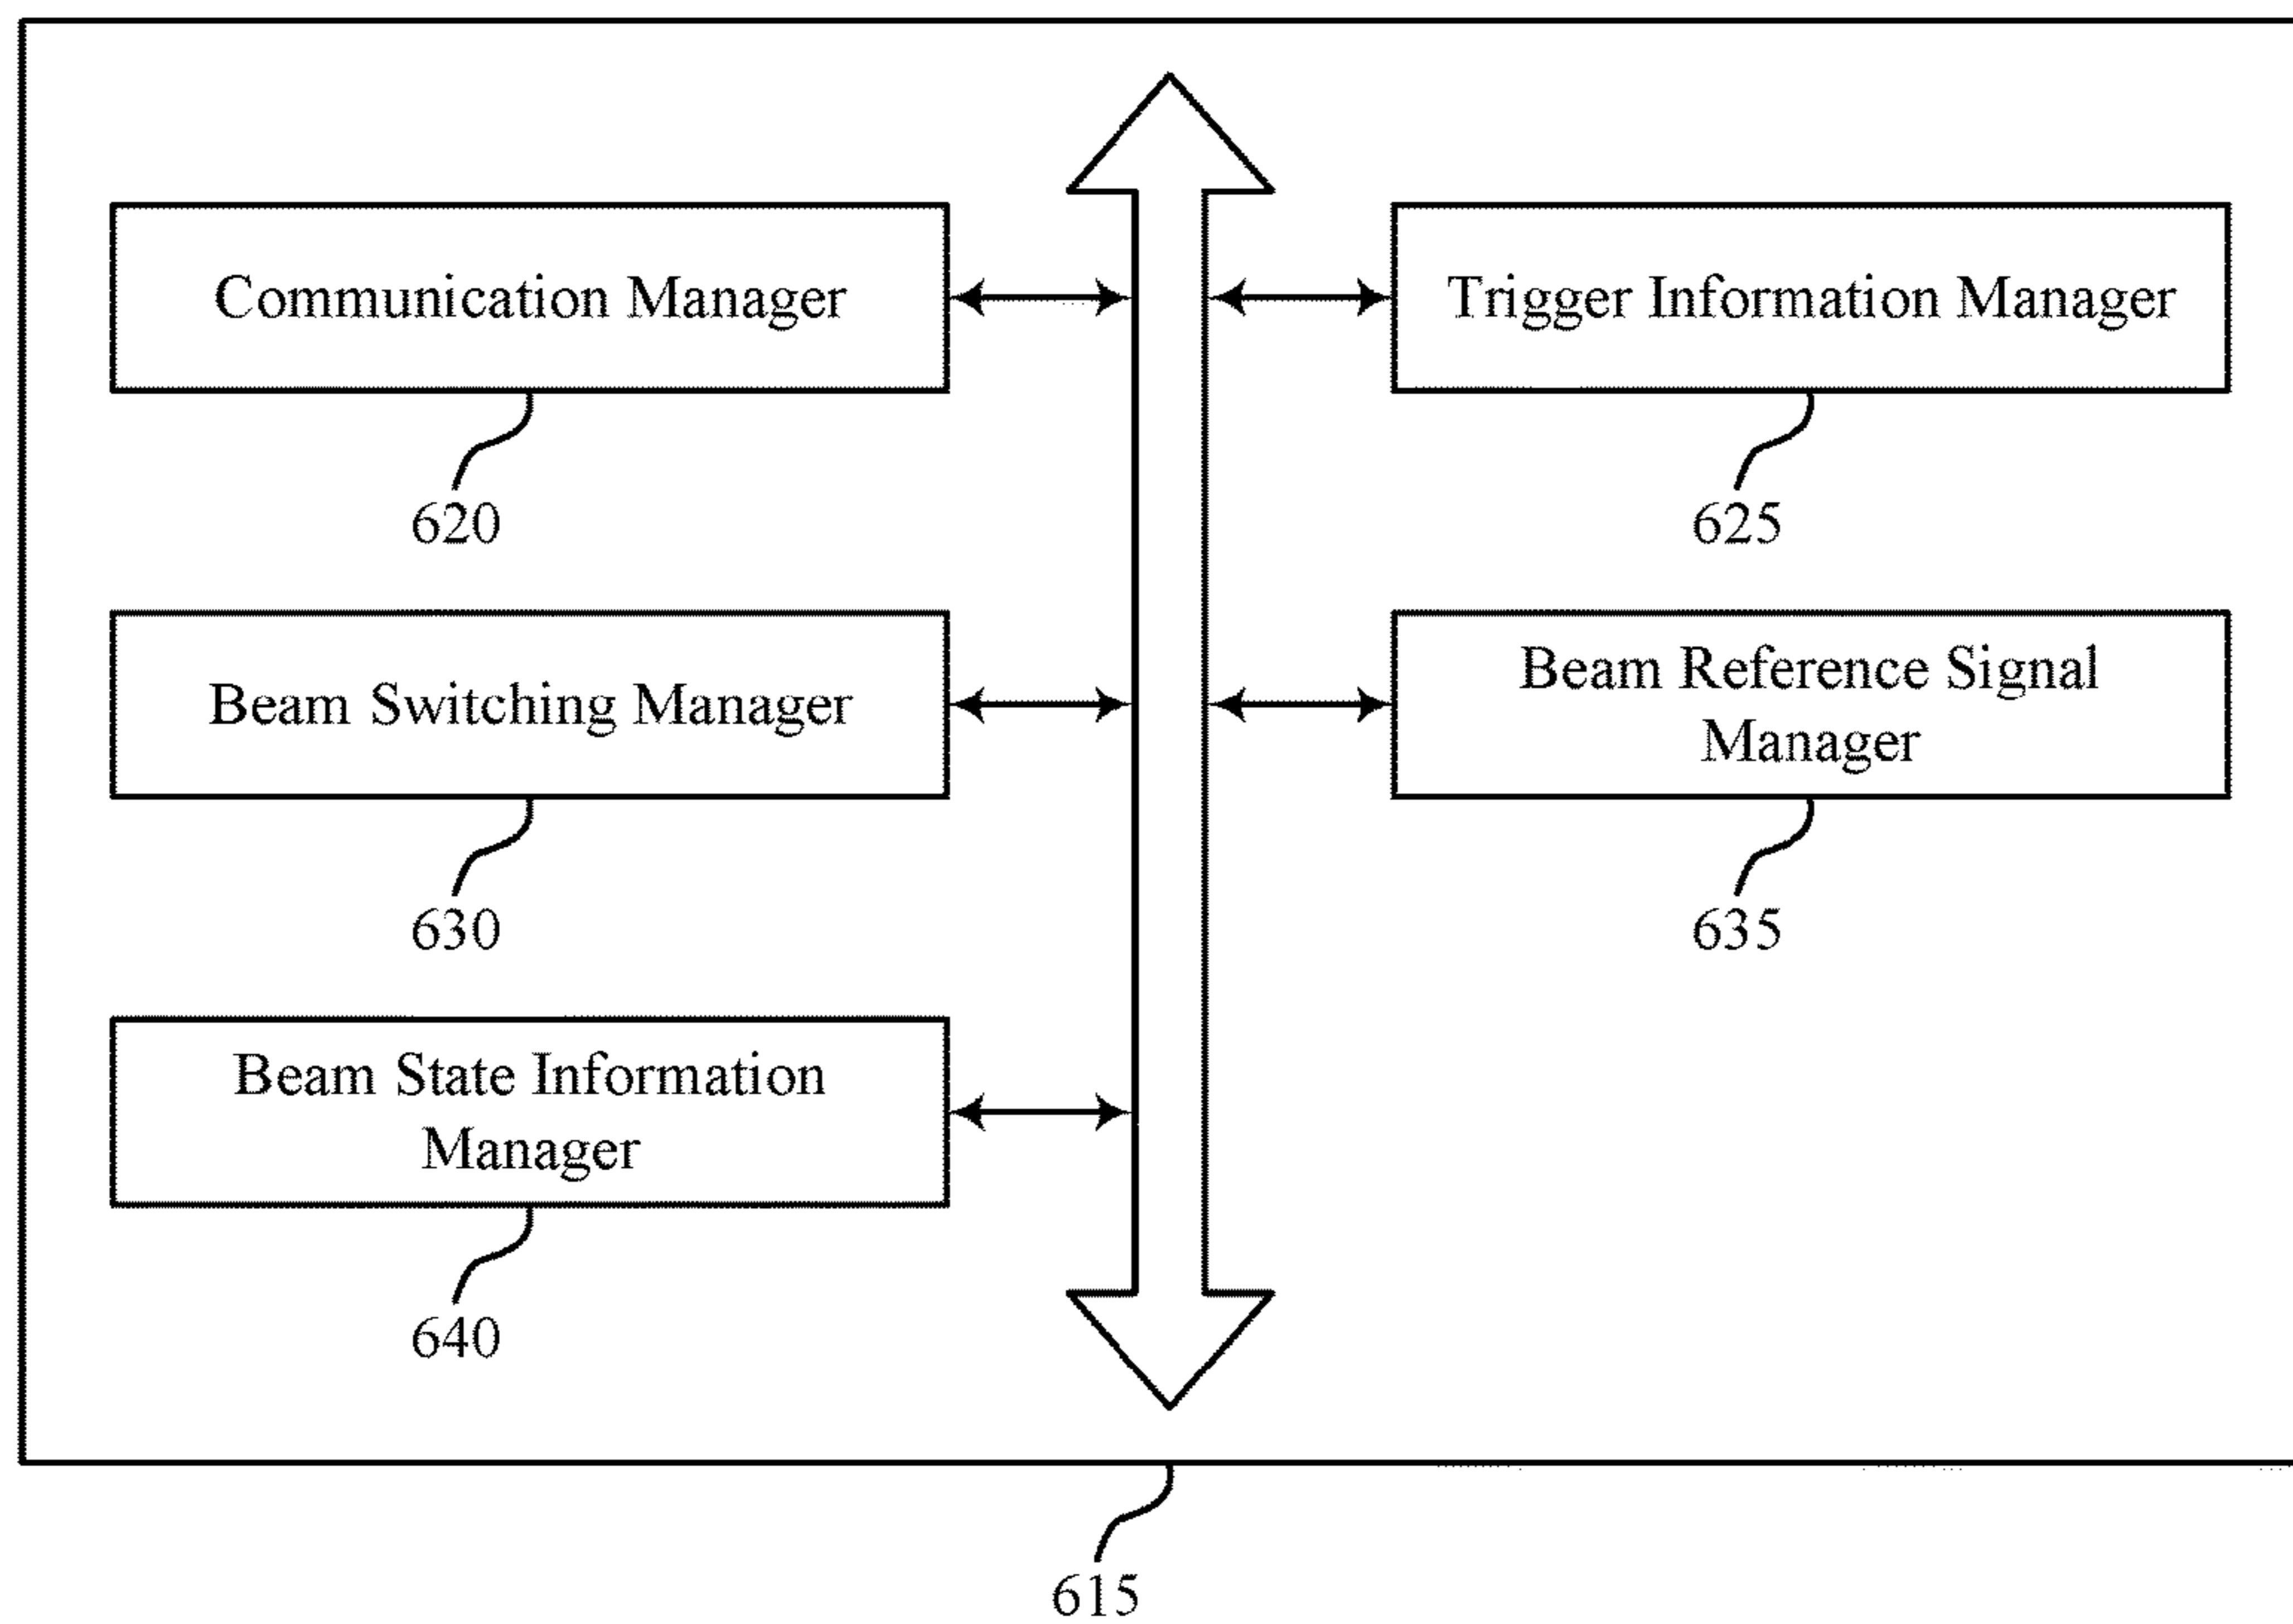 Communication Manager
620
Trigger Information Manager
625
Beam Switching Manager
630
Beam Reference Signal
Manager
635
Beam State Information
Manager
640
615